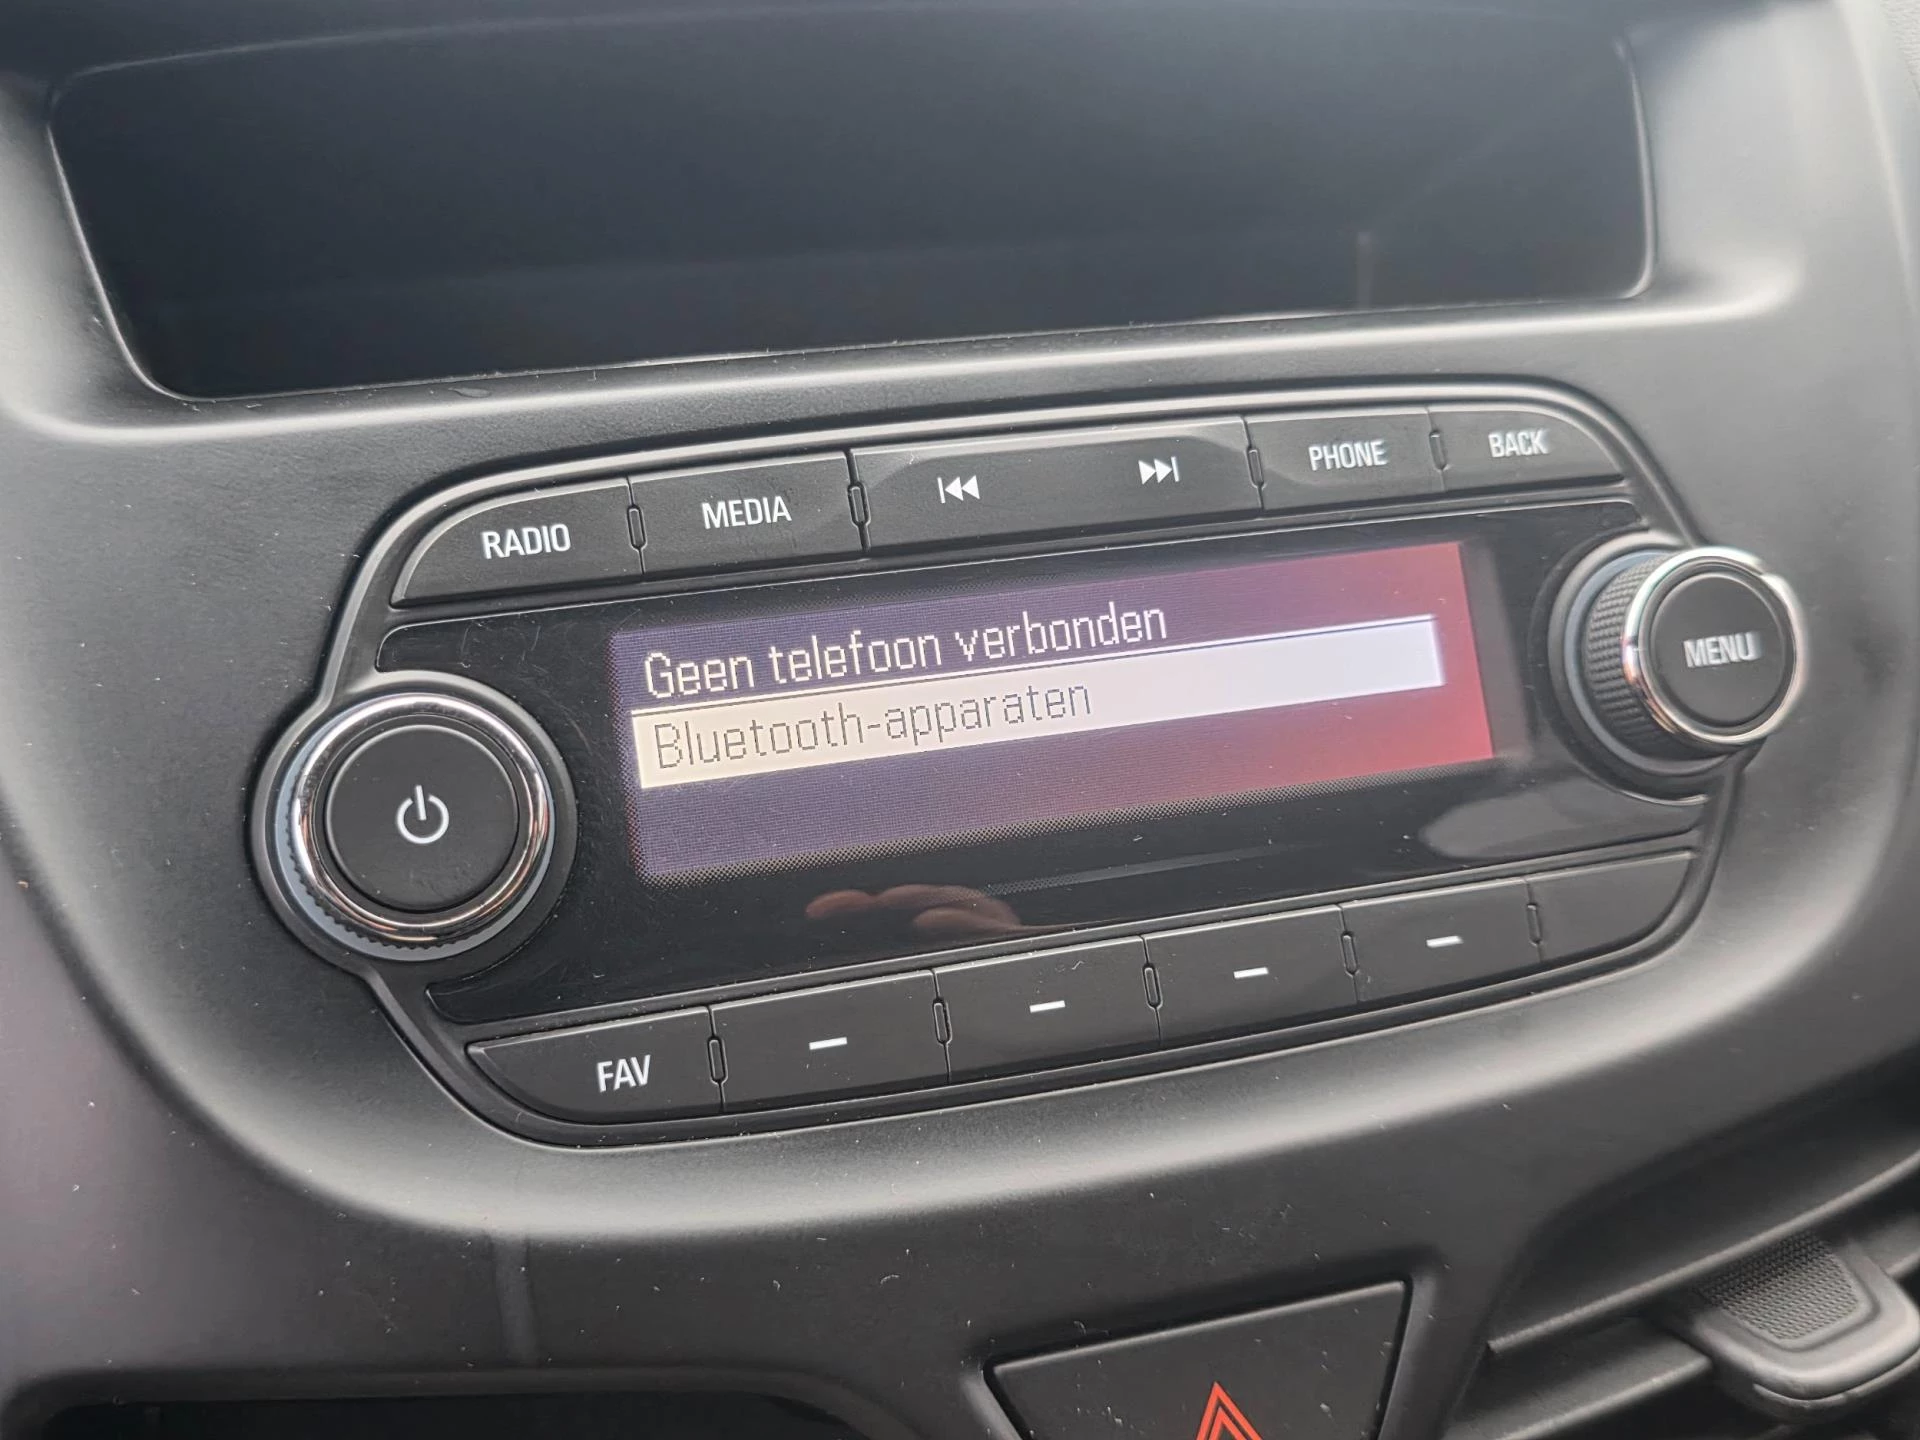 RADIO
MEDIA
PHONE
BACK
Geen telefoon verbonden
Bluetooth-apparaten
MENU
FAV